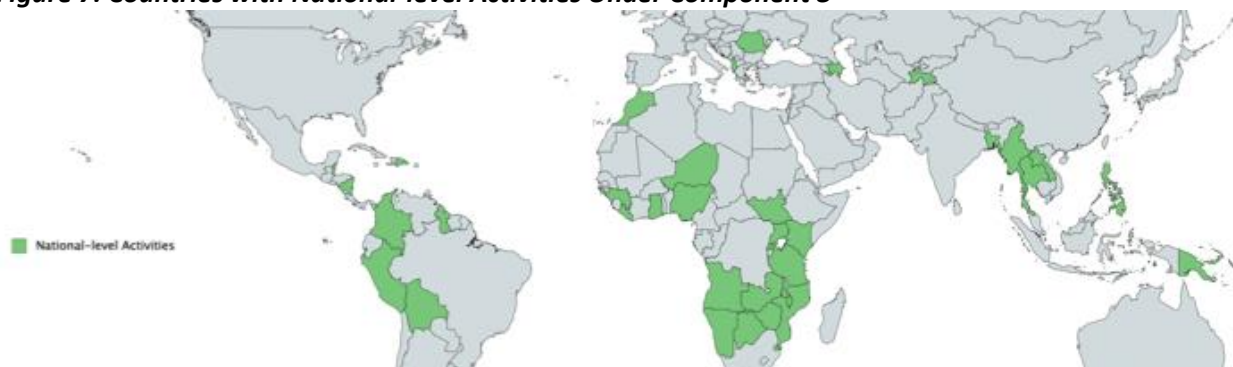 Figure 7: Countries with National-level Activities Under Component 3
National-level Activities